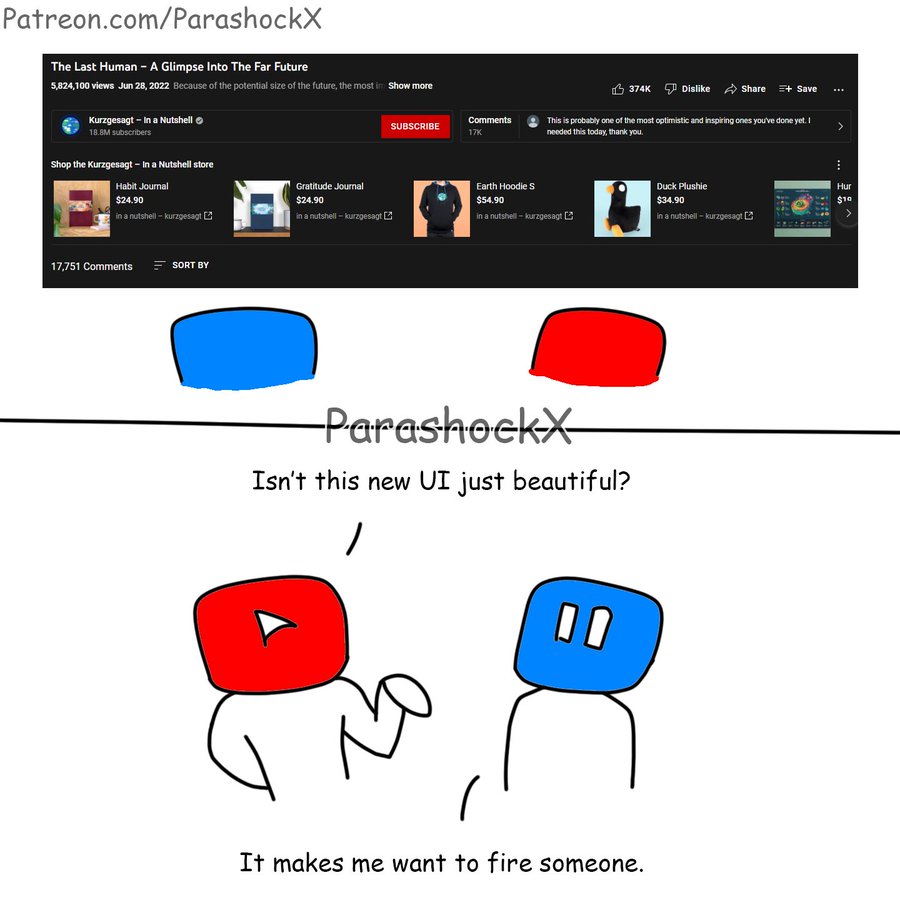 Patreon.com/ParashockX
The Last Human – A Glimpse Into The Far Future
5,824,100 views Jun 28, 2022 Because of the potential size of the future, the most in Show more
374K Dislike Share Save ...
Kurzgesagt – In a Nutshell
18.8M subscribers
SUBSCRIBE
Comments
17K
This is probably one of the most optimistic and inspiring ones you've done yet. I
needed this today, thank you.
Shop the Kurzgesagt – In a Nutshell store
Habit Journal
$24.90
in a nutshell – kurzgesagt
Gratitude Journal
$24.90
in a nutshell – kurzgesagt
Earth Hoodie S
$54.90
in a nutshell – kurzgesagt
Duck Plushie
$34.90
in a nutshell – kurzgesagt
Hur
17,751 Comments SORT BY
ParashockX
Isn't this new UI just beautiful?
It makes me want to fire someone.